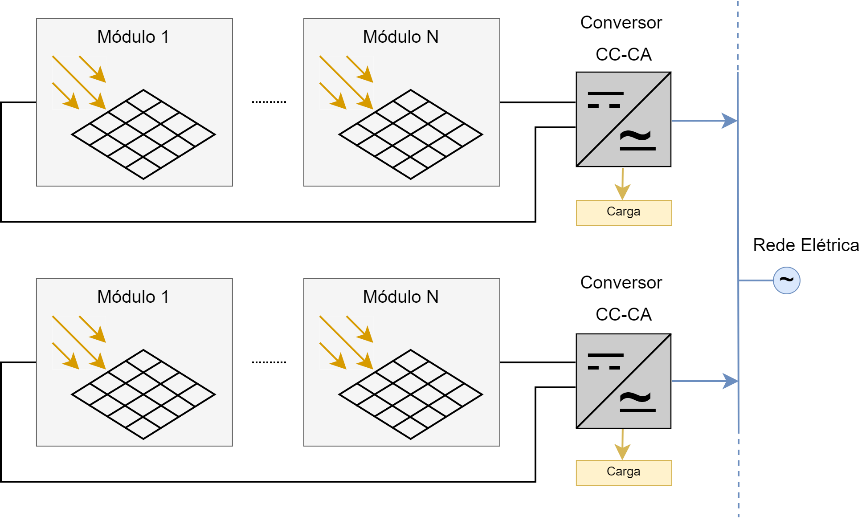 Módulo 1
Módulo N
Conversor
CC-CA
Carga
Rede Elétrica
Módulo 1
Módulo N
Conversor
CC-CA
Carga